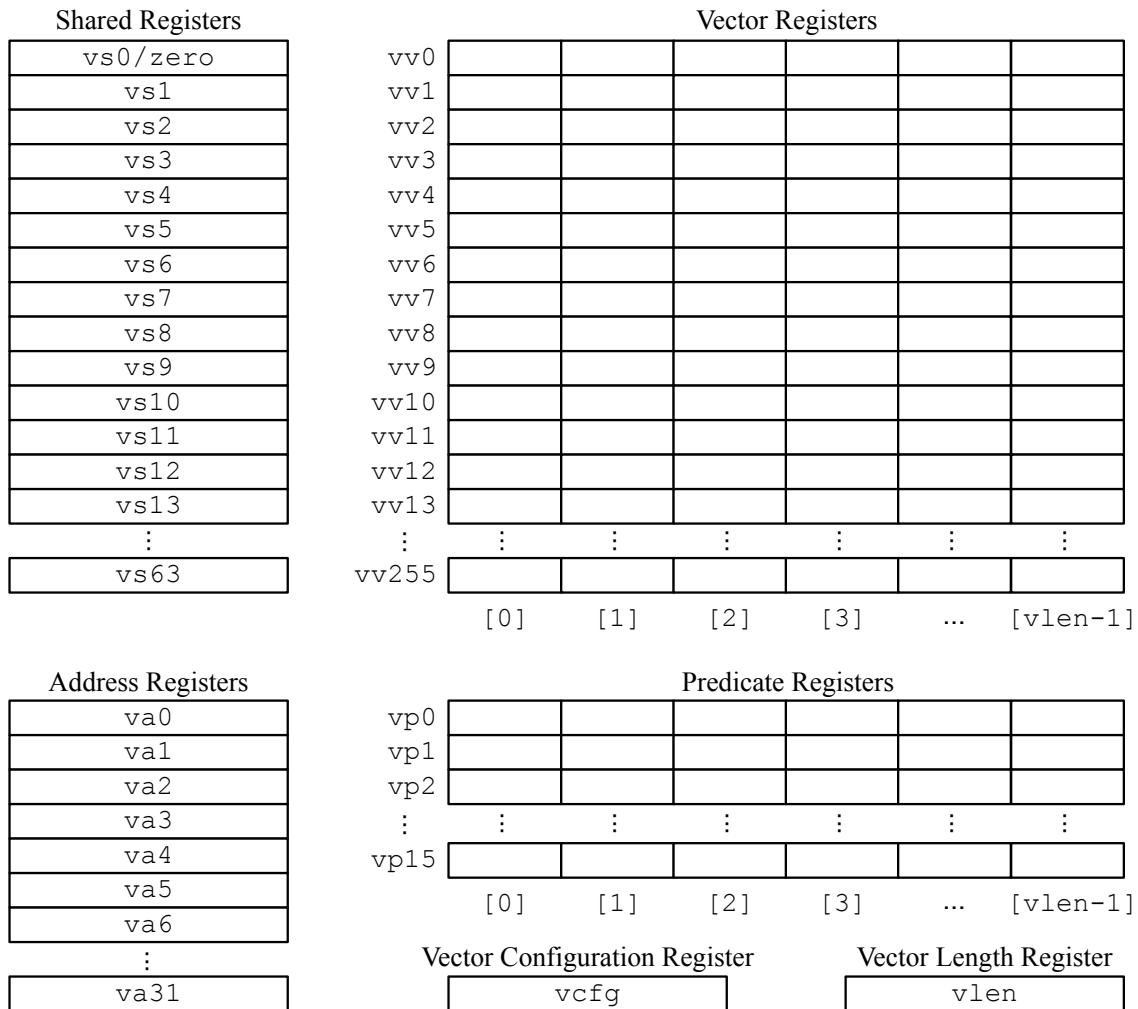 Shared Registers
vs0/zero
vs1
vs2
vs3
vs4
vs5
vs6
vs7
vs8
vs9
vs10
vs11
vs12
vs13
⋮
vs63
Vector Registers
vv0
vv1
vv2
vv3
vv4
vv5
vv6
vv7
vv8
vv9
vv10
vv11
vv12
vv13
⋮ ⋮ ⋮ ⋮ ⋮ ⋮ ⋮
vv255
[0] [1] [2] [3] ... [vlen-1]
Address Registers
va0
va1
va2
va3
va4
va5
va6
⋮
va31
Predicate Registers
vp0
vp1
vp2
⋮ ⋮ ⋮ ⋮ ⋮ ⋮ ⋮
vp15
[0] [1] [2] [3] ... [vlen-1]
Vector Configuration Register
vcfg
Vector Length Register
vlen